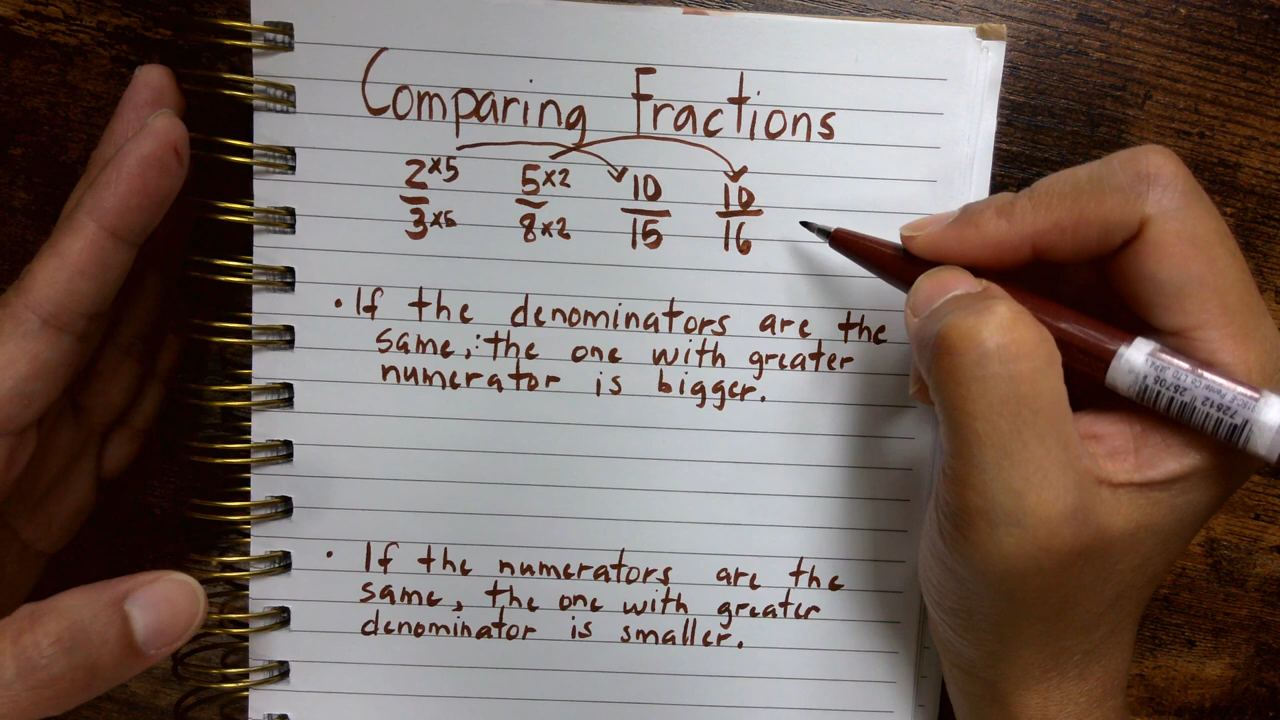 Comparing Fractions
2×5 5×2 10 10
3×5 8×2 15 16
• If the denominators are the
same, the one with greater
numerator is bigger.
• If the numerators are the
same, the one with greater
denominator is smaller.